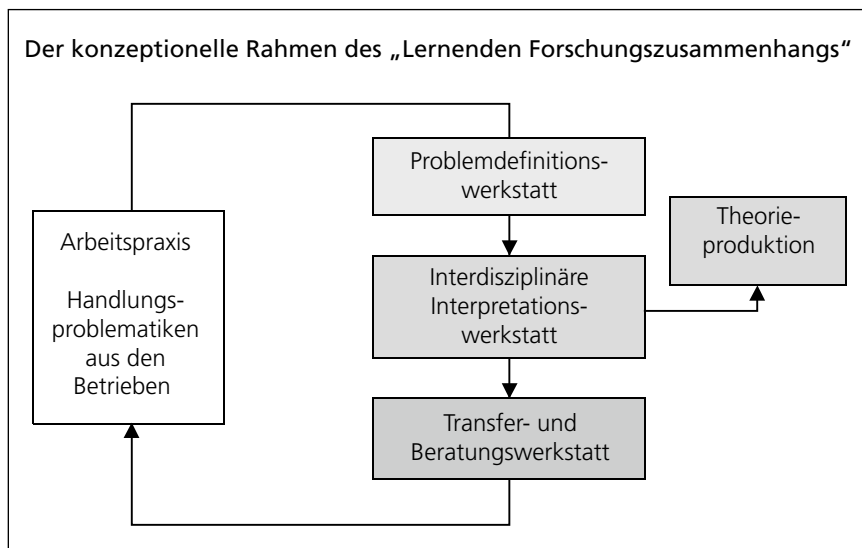 Der konzeptionelle Rahmen des „Lernenden Forschungszusammenhangs“
Problemdefinitions-
werkstatt
Theorie-
produktion
Arbeitspraxis
Handlungs-
problematiken
aus den
Betrieben
Interdisziplinäre
Interpretations-
werkstatt
Transfer- und
Beratungswerkstatt